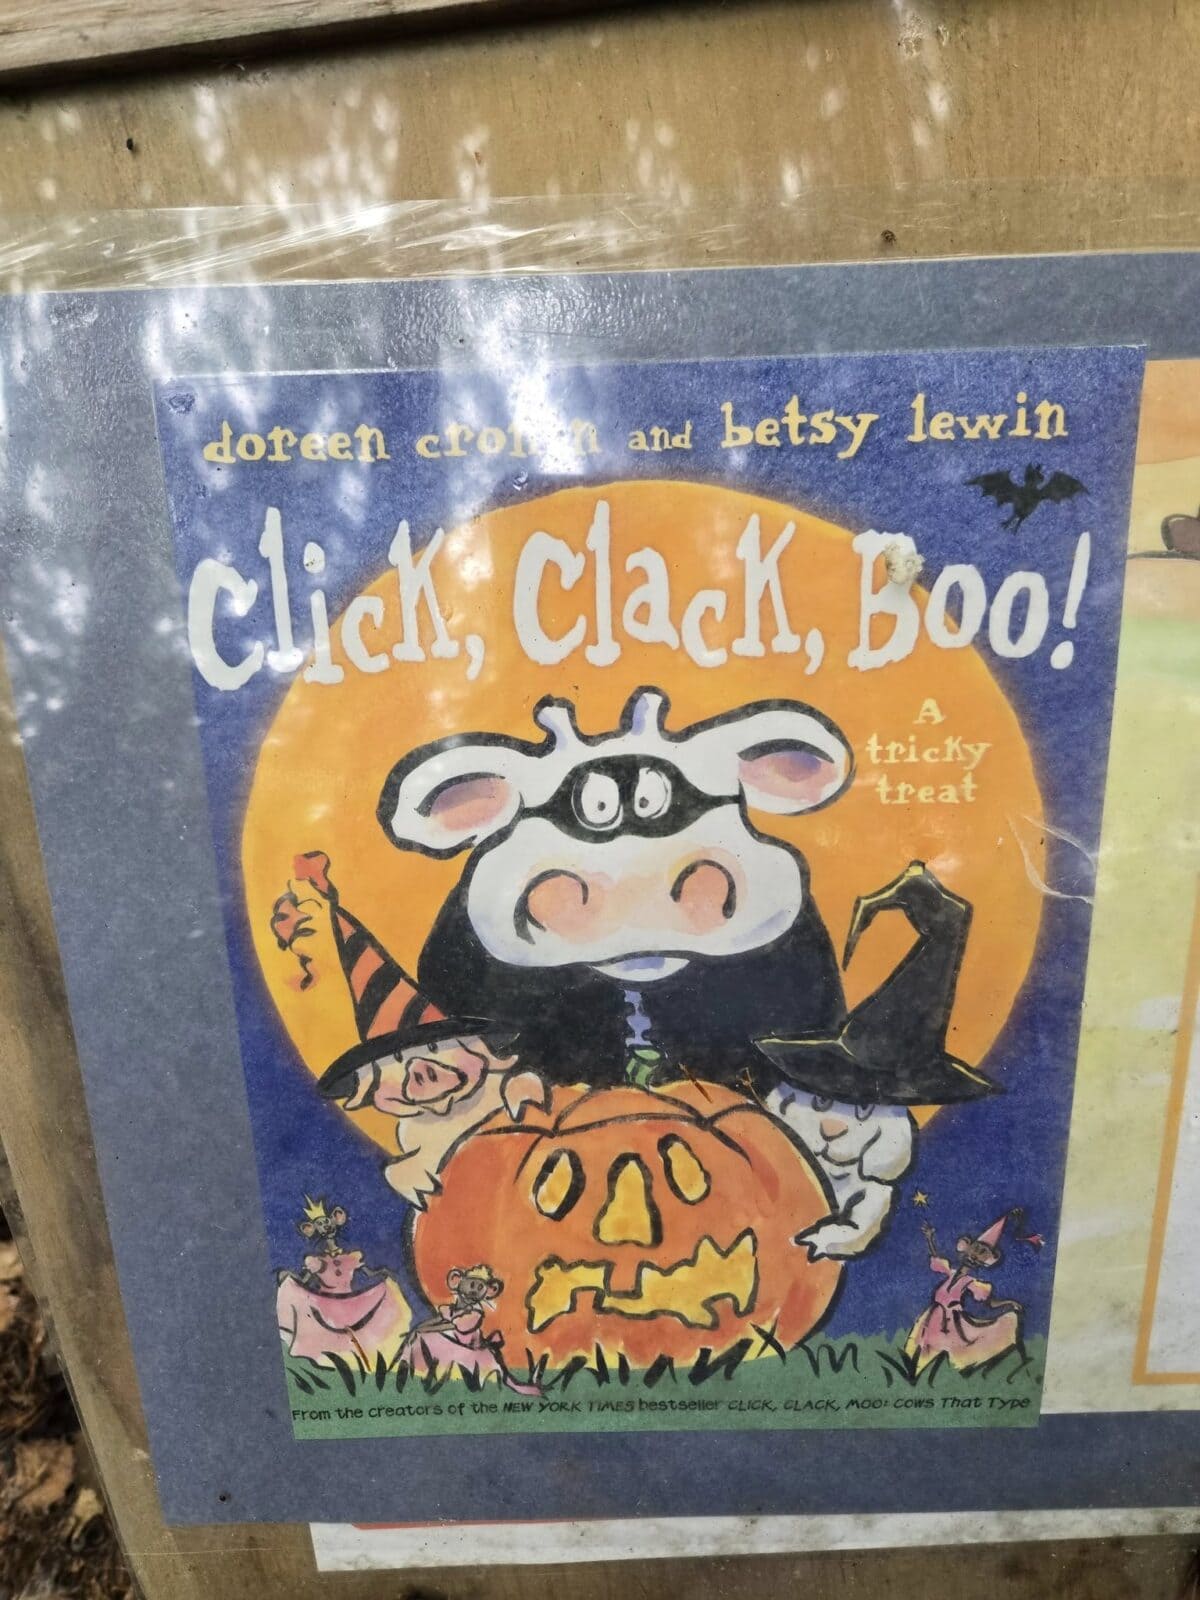 doreen cronin and betsy lewin
Click, Clack, Boo!
A
tricky
treat
From the creators of the NEW YORK TIMES bestseller CLICK, CLACK, MOO: Cows That Type